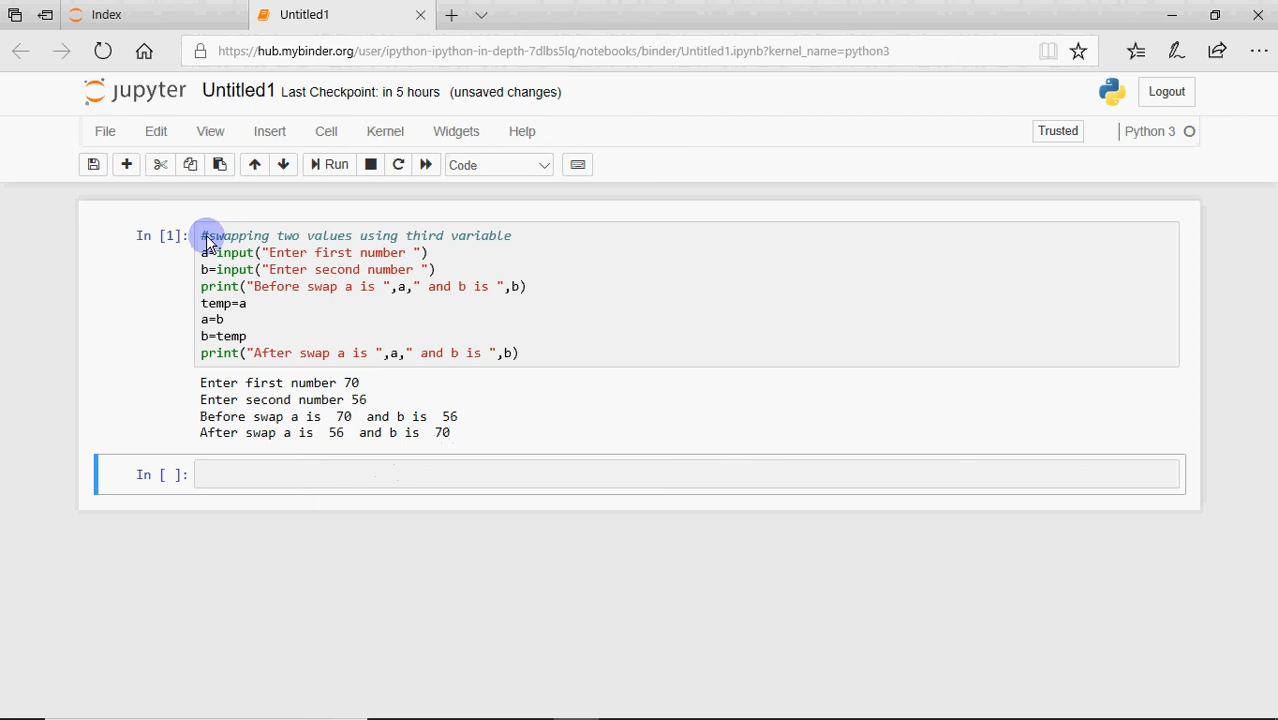 Index
Untitled1
https://hub.mybinder.org/user/ipython-ipython-in-depth-7dlbs5lq/notebooks/binder/Untitled1.ipynb?kernel_name=python3
jupyter Untitled1 Last Checkpoint: in 5 hours (unsaved changes)
Logout
File Edit View Insert Cell Kernel Widgets Help
Trusted
Python 3
Run
Code
In [1]: #swapping two values using third variable
a=input("Enter first number ")
b=input("Enter second number ")
print("Before swap a is ",a," and b is ",b)
temp=a
a=b
b=temp
print("After swap a is ",a," and b is ",b)
Enter first number 70
Enter second number 56
Before swap a is  70  and b is  56
After swap a is  56  and b is  70
In [ ]: